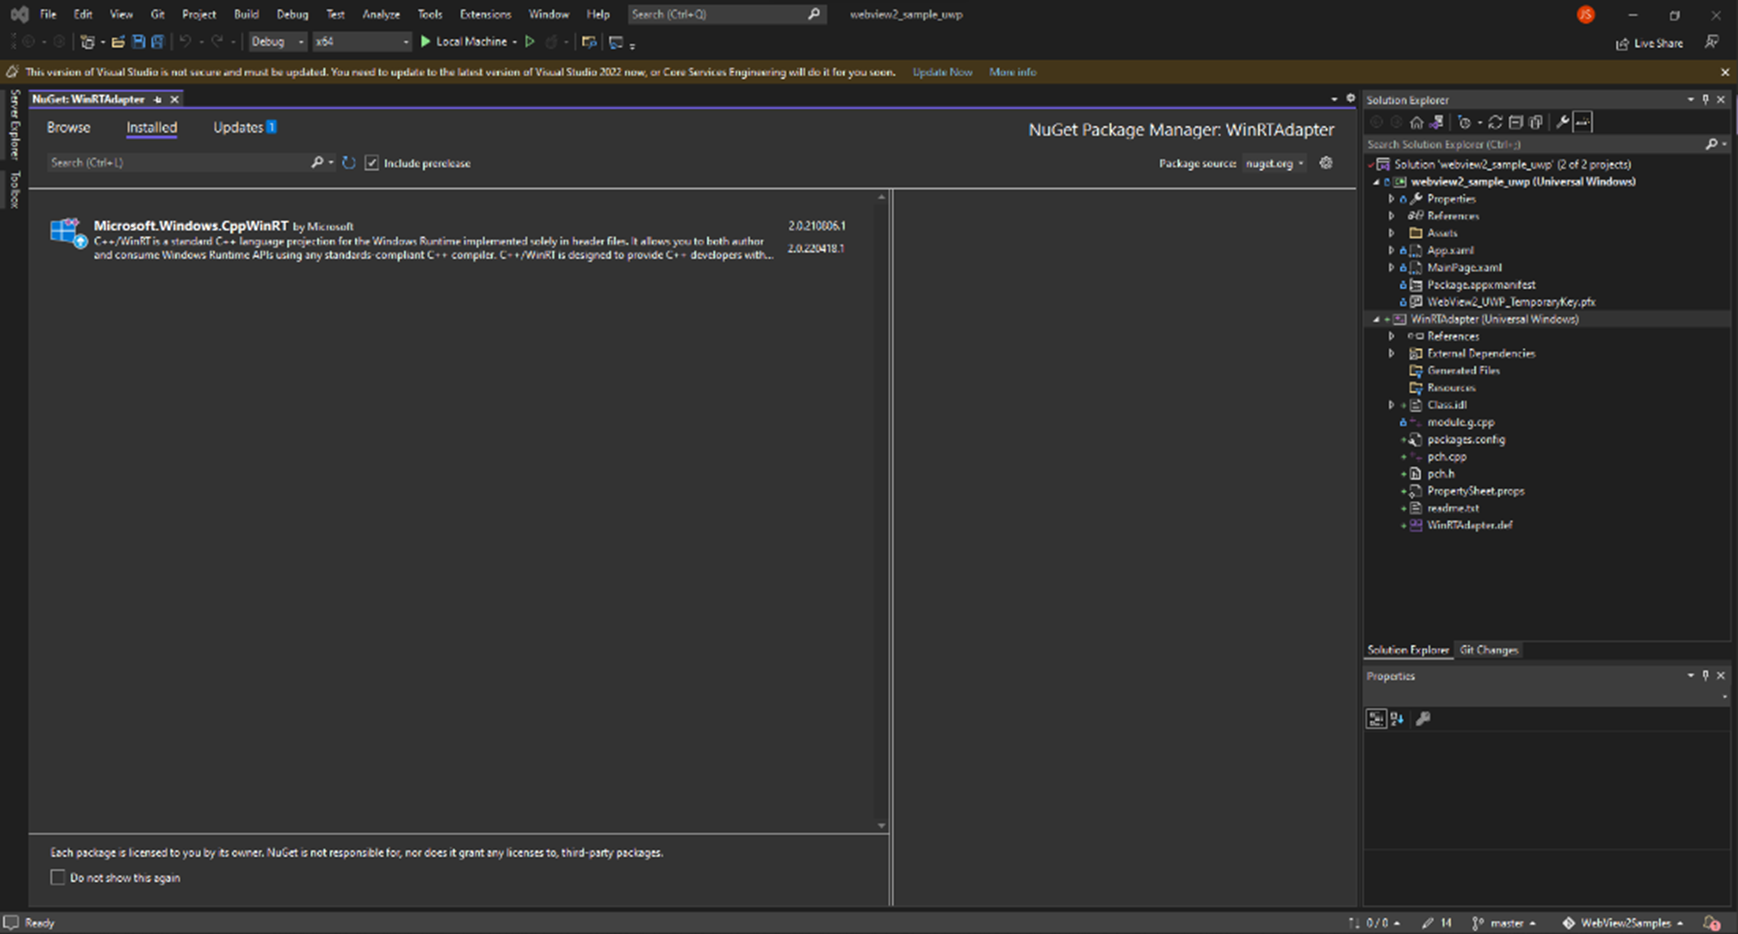 File Edit View Git Project Build Debug Test Analyze Tools Extensions Window Help Search (Ctrl+Q) webview2_sample_uwp JS
Debug x64 Local Machine Live Share
This version of Visual Studio is not secure and must be updated. You need to update to the latest version of Visual Studio 2022 now, or Core Services Engineering will do it for you soon. Update Now More info
Server Explorer
Toolbox
NuGet: WinRTAdapter
Browse Installed Updates 1
NuGet Package Manager: WinRTAdapter
Search (Ctrl+L) Include prerelease
Package source: nuget.org
Microsoft.Windows.CppWinRT by Microsoft 2.0.210806.1
C++/WinRT is a standard C++ language projection for the Windows Runtime implemented solely in header files. It allows you to both author
and consume Windows Runtime APIs using any standards-compliant C++ compiler. C++/WinRT is designed to provide C++ developers with... 2.0.220418.1
Each package is licensed to you by its owner. NuGet is not responsible for, nor does it grant any licenses to, third-party packages.
Do not show this again
Solution Explorer
Search Solution Explorer (Ctrl+;)
Solution 'webview2_sample_uwp' (2 of 2 projects)
webview2_sample_uwp (Universal Windows)
Properties
References
Assets
App.xaml
MainPage.xaml
Package.appxmanifest
WebView2_UWP_TemporaryKey.pfx
WinRTAdapter (Universal Windows)
References
External Dependencies
Generated Files
Resources
Class.idl
module.g.cpp
packages.config
pch.cpp
pch.h
PropertySheet.props
readme.txt
WinRTAdapter.def
Solution Explorer Git Changes
Properties
Ready 0 / 0 14 master WebView2Samples 1